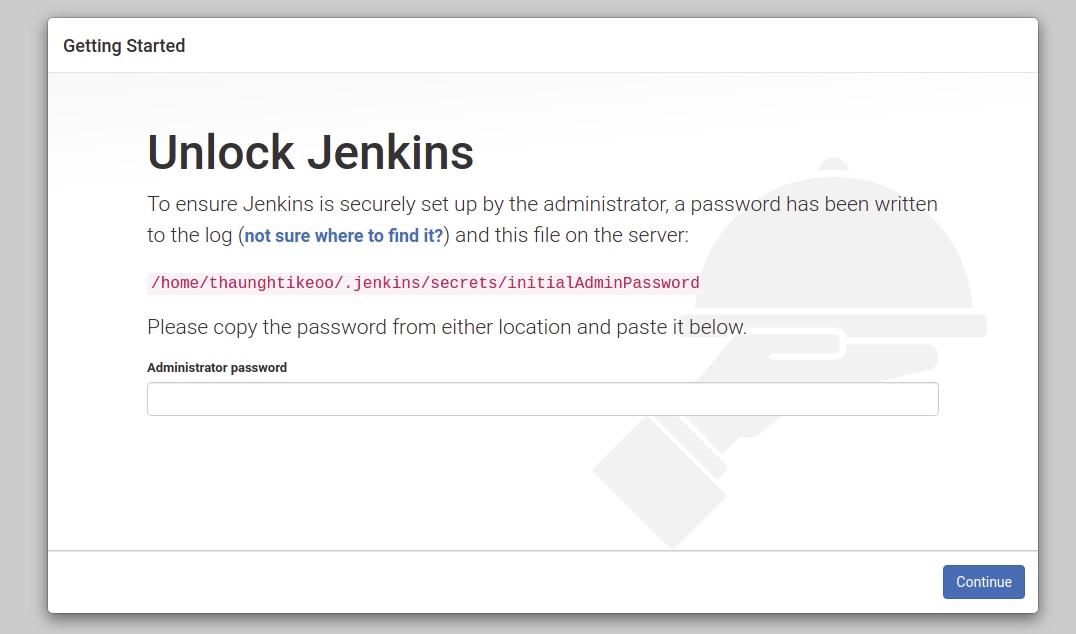 Getting Started
Unlock Jenkins
To ensure Jenkins is securely set up by the administrator, a password has been written
to the log (not sure where to find it?) and this file on the server:
/home/thaunghtikeoo/.jenkins/secrets/initialAdminPassword
Please copy the password from either location and paste it below.
Administrator password
Continue